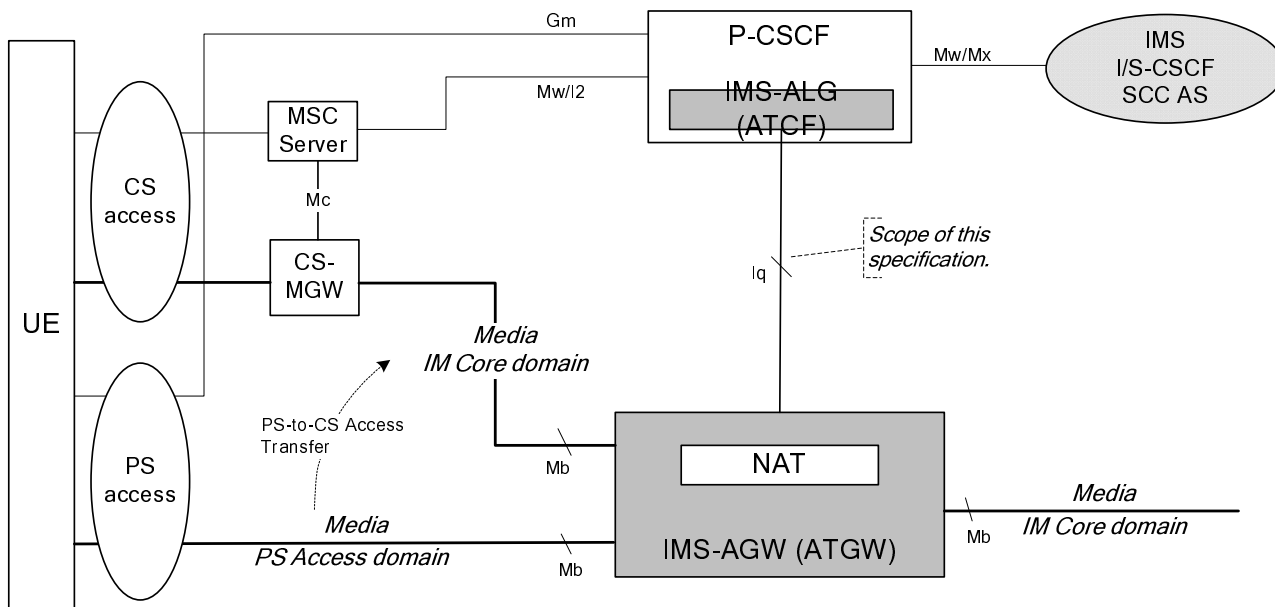 Gm
P-CSCF
Mw/Mx
IMS
I/S-CSCF
SCC AS
Mw/I2
IMS-ALG
(ATCF)
MSC
Server
CS
access
Mc
Scope of this
specification.
CS-
MGW
Iq
UE
Media
IM Core domain
PS-to-CS Access
Transfer
PS
access
Mb
NAT
Media
IM Core domain
Mb
Media
PS Access domain
Mb
IMS-AGW (ATGW)